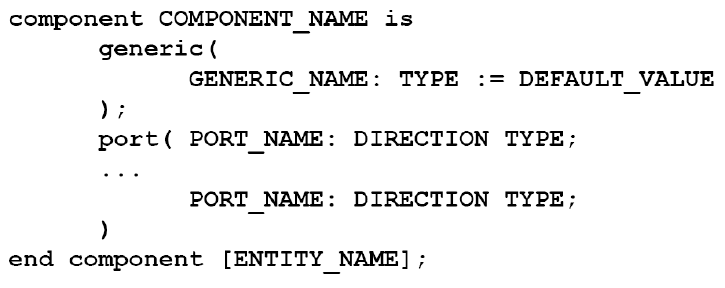 component COMPONENT_NAME is
generic(
GENERIC_NAME: TYPE := DEFAULT_VALUE
);
port( PORT_NAME: DIRECTION TYPE;
...
PORT_NAME: DIRECTION TYPE;
)
end component [ENTITY_NAME];